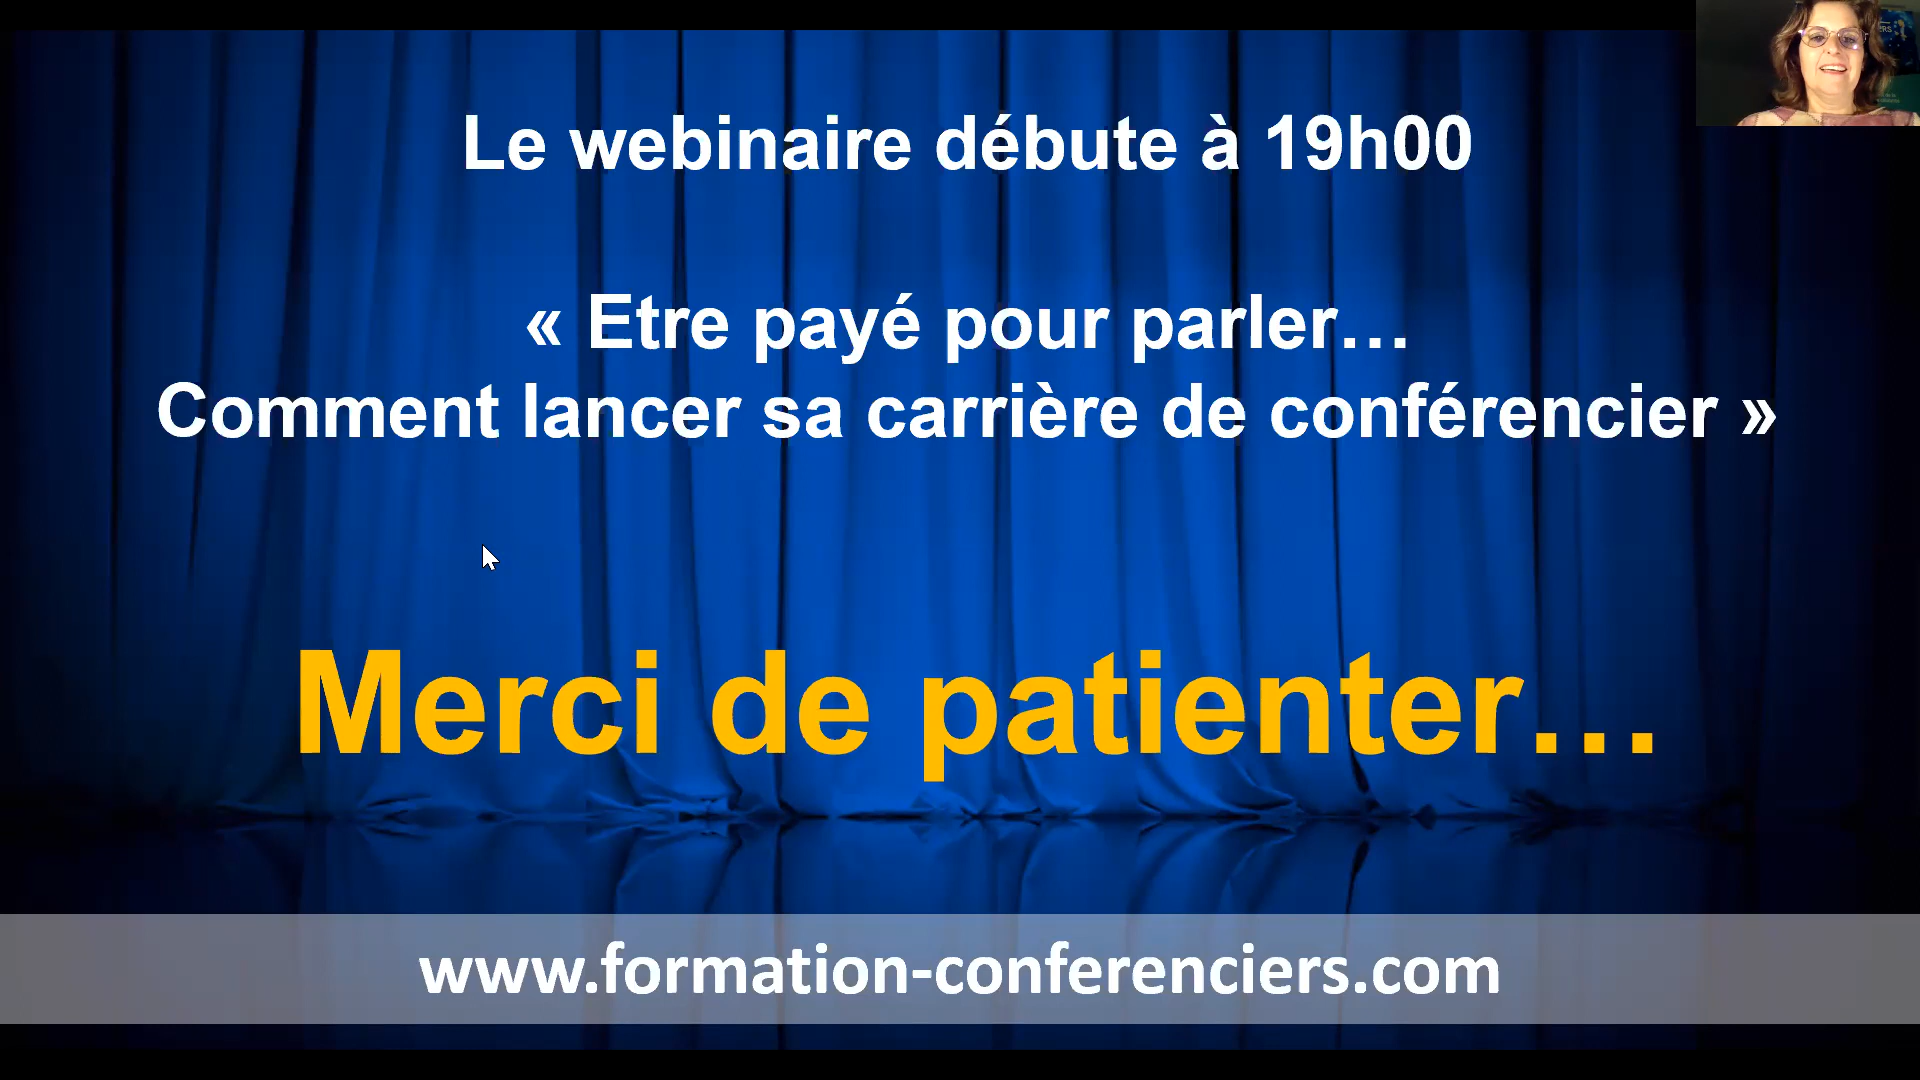 Le webinaire débute à 19h00
« Etre payé pour parler…
Comment lancer sa carrière de conférencier »
Merci de patienter…
www.formation-conferenciers.com